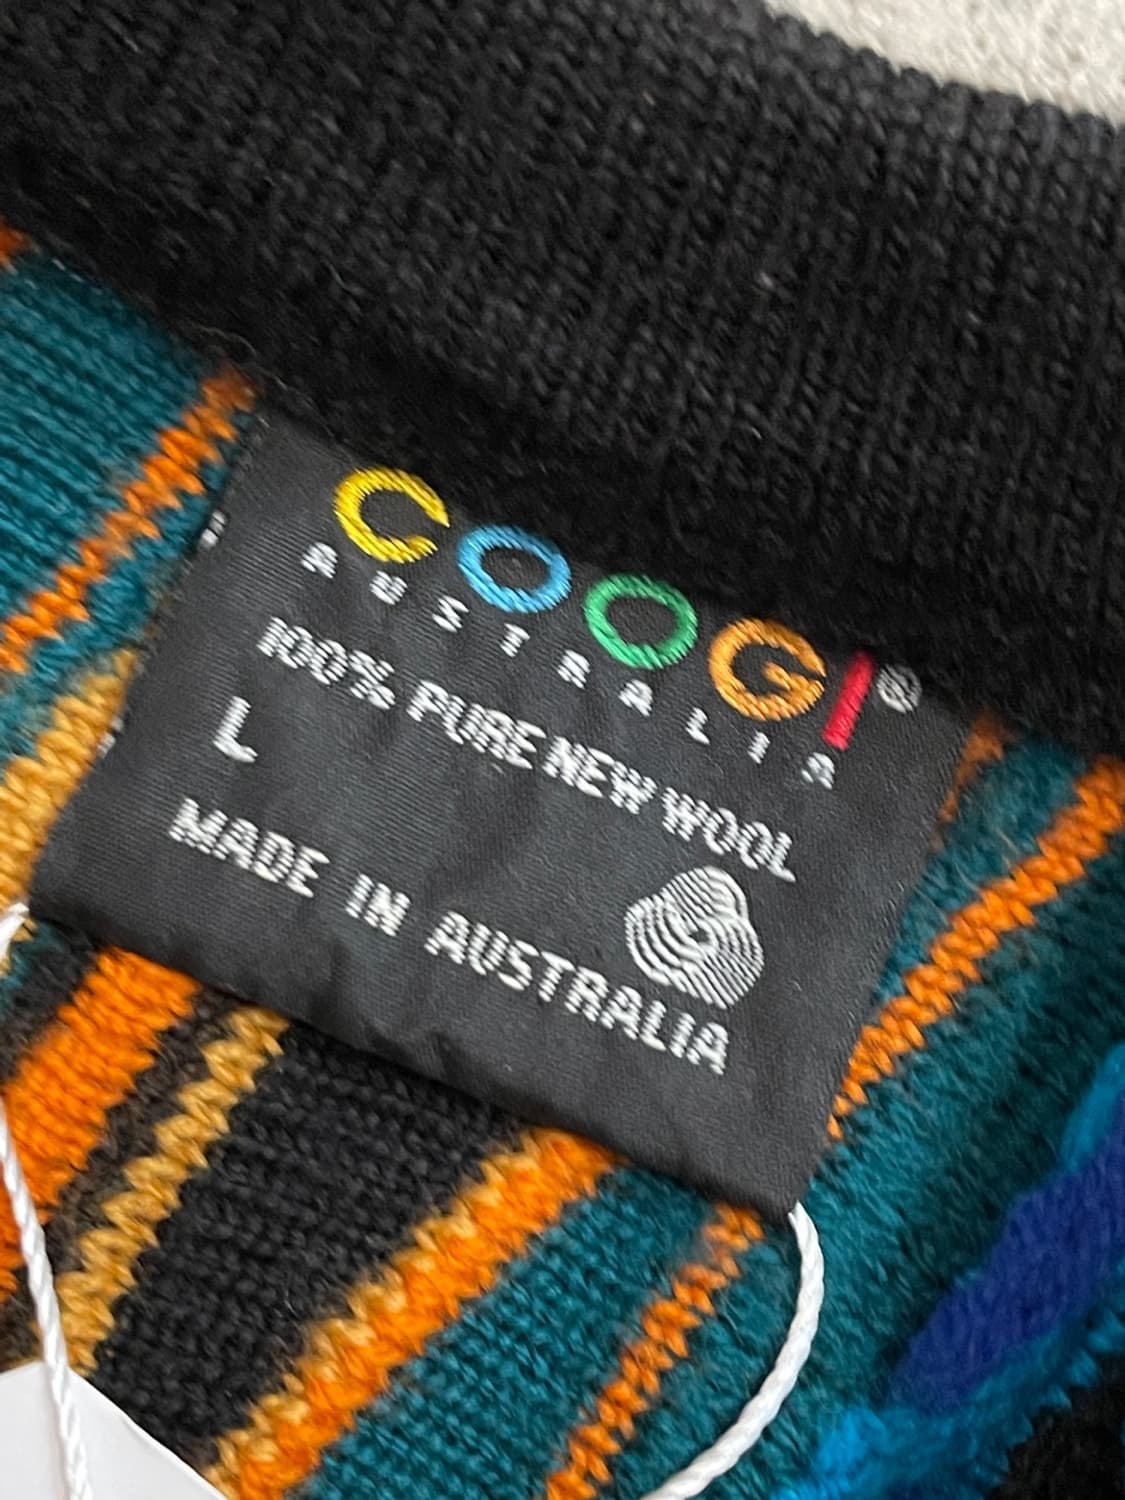 COOGI®
AUSTRALIA
100% PURE NEW WOOL
L
MADE IN AUSTRALIA